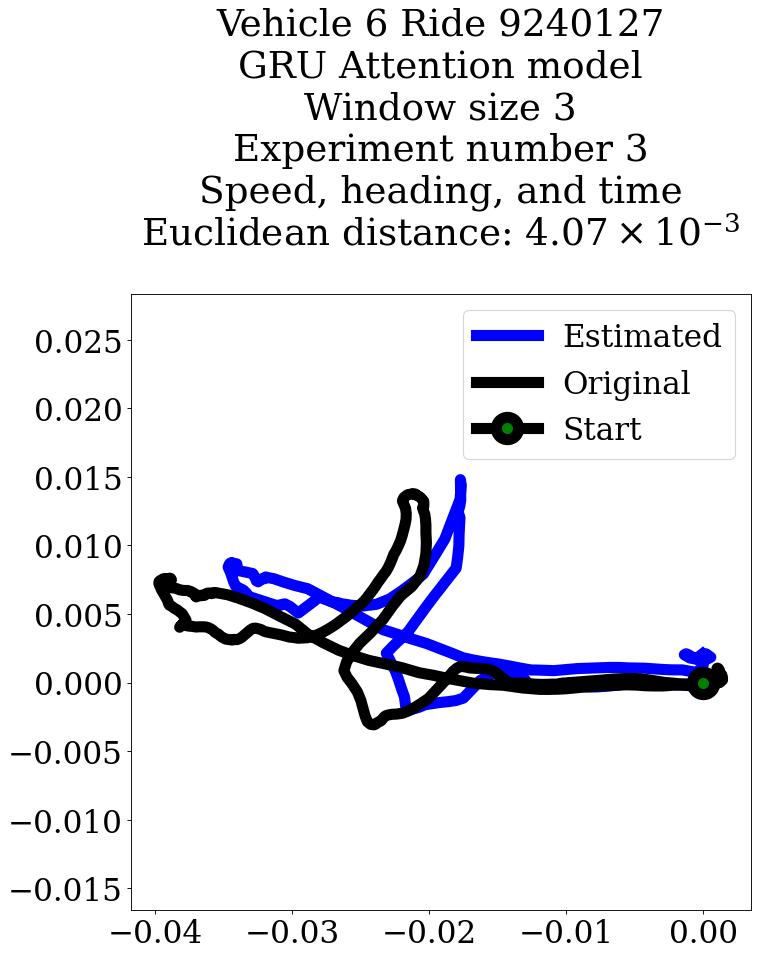 Vehicle 6 Ride 9240127
GRU Attention model
Window size 3
Experiment number 3
Speed, heading, and time
Euclidean distance: 4.07 × 10⁻³
Estimated
Original
Start
0.025
0.020
0.015
0.010
0.005
0.000
−0.005
−0.010
−0.015
−0.04 −0.03 −0.02 −0.01 0.00